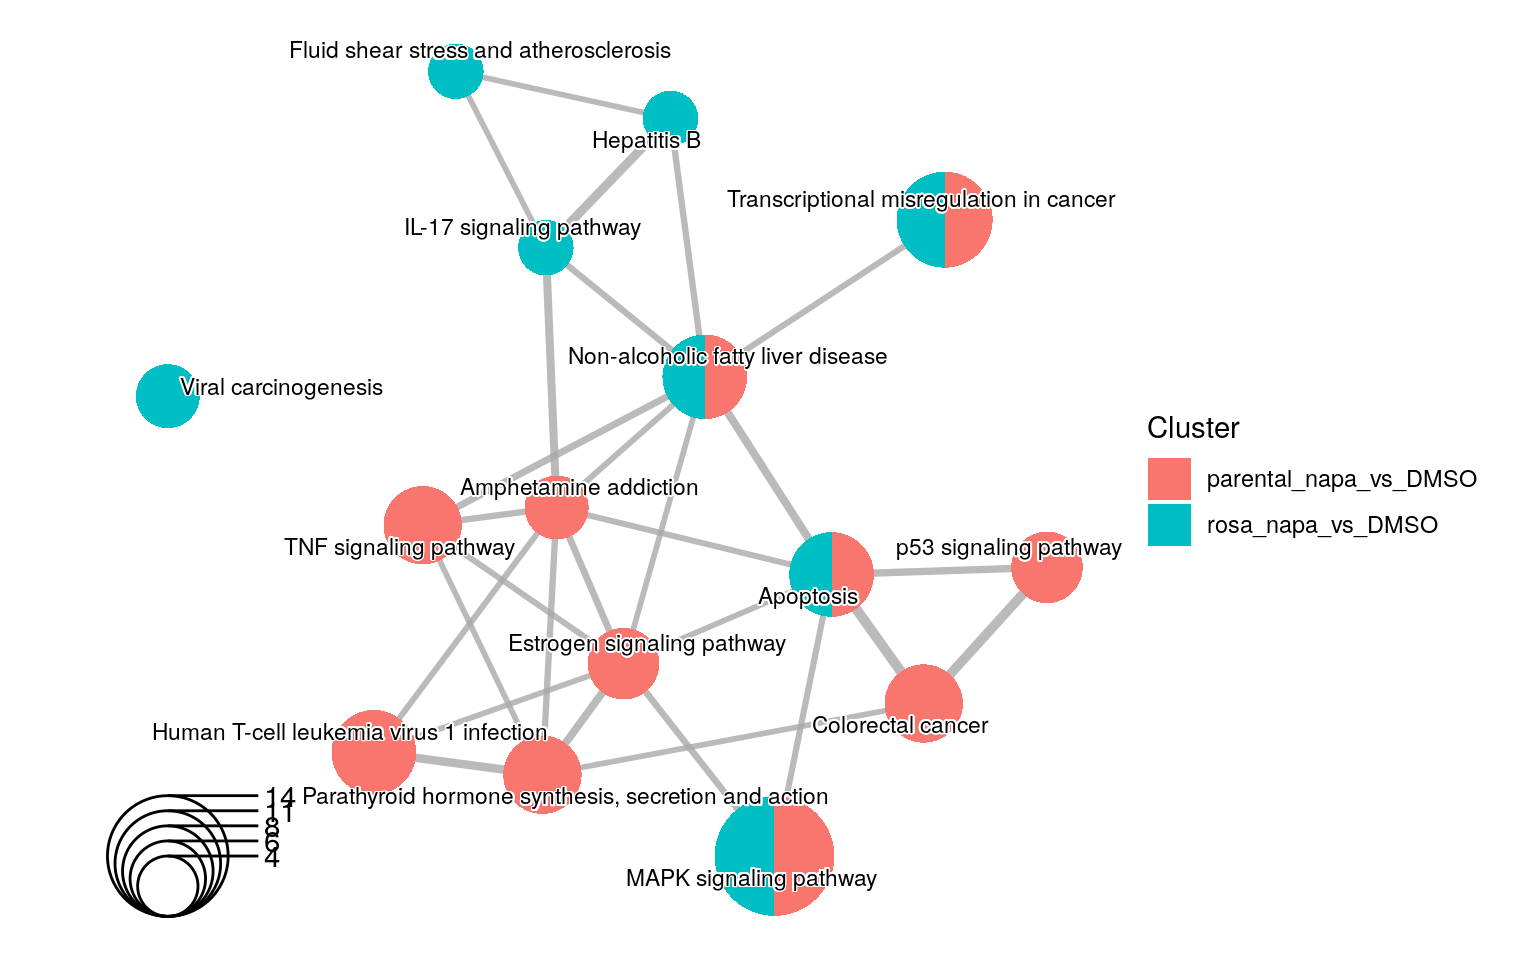 Fluid shear stress and atherosclerosis
Hepatitis B
Transcriptional misregulation in cancer
IL-17 signaling pathway
Non-alcoholic fatty liver disease
Viral carcinogenesis
Cluster
parental_napa_vs_DMSO
rosa_napa_vs_DMSO
Amphetamine addiction
TNF signaling pathway
p53 signaling pathway
Apoptosis
Estrogen signaling pathway
Colorectal cancer
Human T-cell leukemia virus 1 infection
Parathyroid hormone synthesis, secretion and action
14
11
8
6
4
MAPK signaling pathway